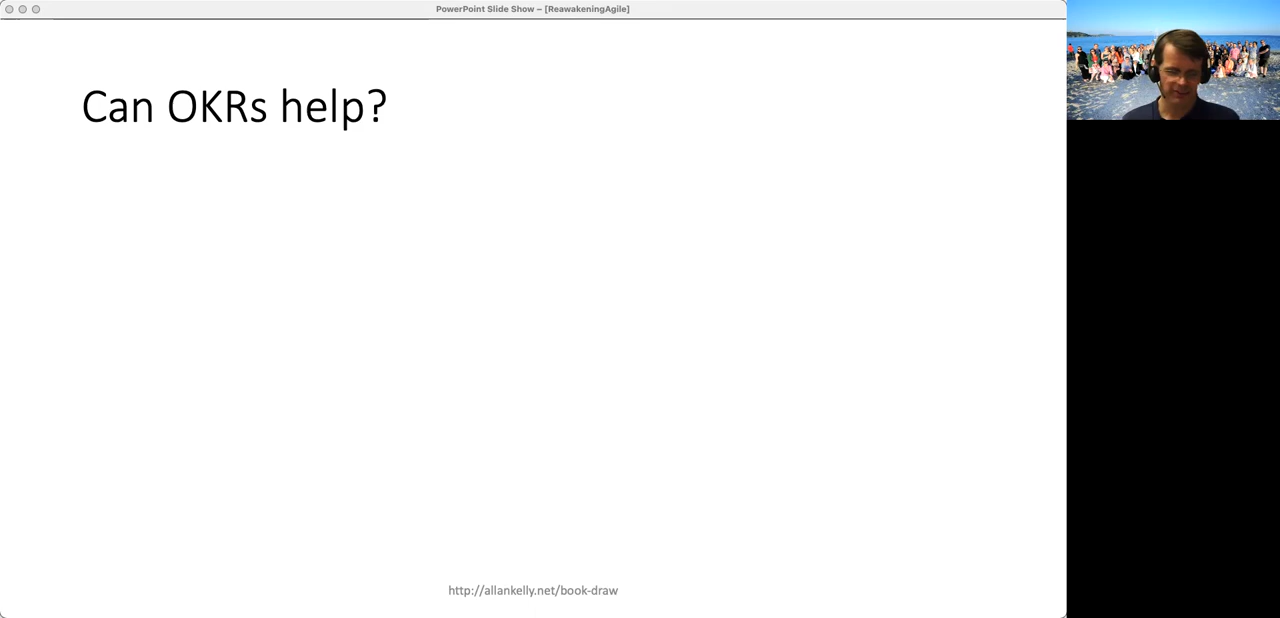 PowerPoint Slide Show – [ReawakeningAgile]
Can OKRs help?
http://allankelly.net/book-draw